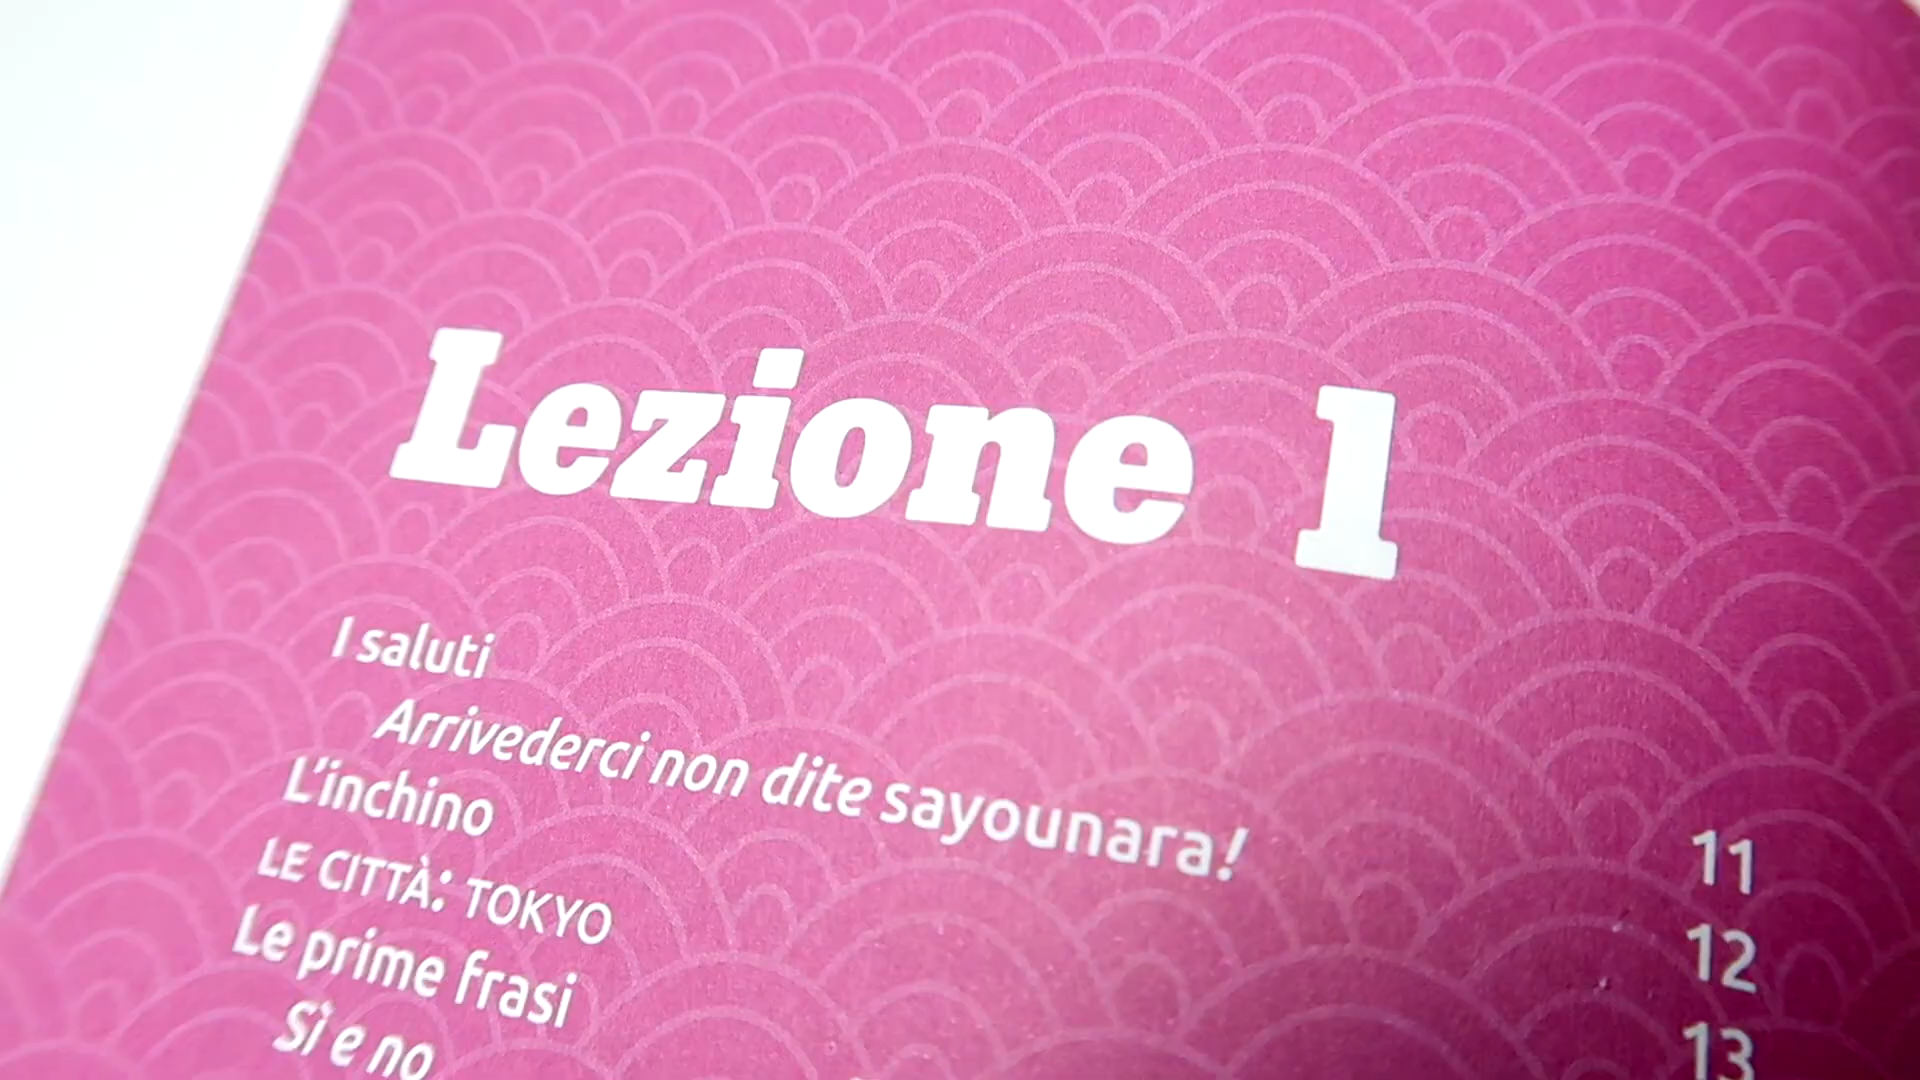 Lezione 1
I saluti
Arrivederci non dite sayounara!
L'inchino
LE CITTÀ: TOKYO
Le prime frasi
Sì e no
11
12
13